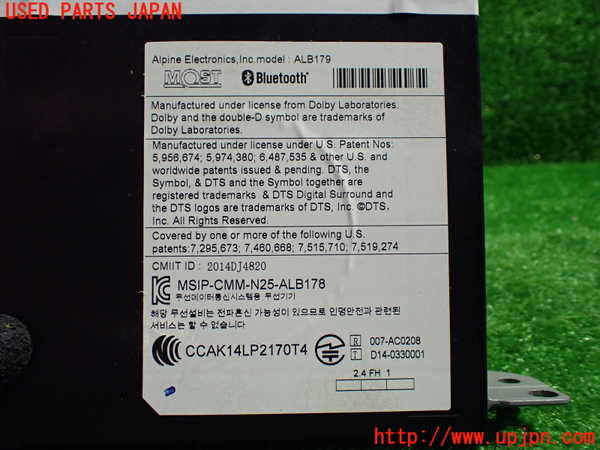 USED PARTS JAPAN
Alpine Electronics,Inc.model : ALB179
MOST Bluetooth®
Manufactured under license from Dolby Laboratories.
Dolby and the double-D symbol are trademarks of
Dolby Laboratories.
Manufactured under license under U.S. Patent Nos:
5,956,674; 5,974,380; 6,487,535 & other U.S. and
worldwide patents issued & pending. DTS, the
Symbol, & DTS and the Symbol together are
registered trademarks & DTS Digital Surround and
the DTS logos are trademarks of DTS, Inc. ©DTS,
Inc. All Rights Reserved.
Covered by one or more of the following U.S.
patents:7,295,673; 7,460,668; 7,515,710; 7,519,274
CMIIT ID : 2014DJ4820
MSIP-CMM-N25-ALB178
무선데이터통신시스템용 무선기기
해당 무선설비는 전파혼신 가능성이 있으므로 인명안전과 관련된
서비스는 할 수 없습니다.
CCAK14LP2170T4
R 007-AC0208
T D14-0330001
2.4 FH 1
http://www.upjpn.com/